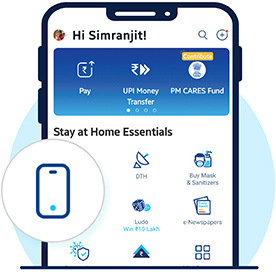 Hi Simranjit!
Contribute
Pay
UPI Money
Transfer
PM CARES Fund
Stay at Home Essentials
DTH
Buy Mask
& Sanitizers
Ludo
Win ₹10 Lakh
e-Newspapers